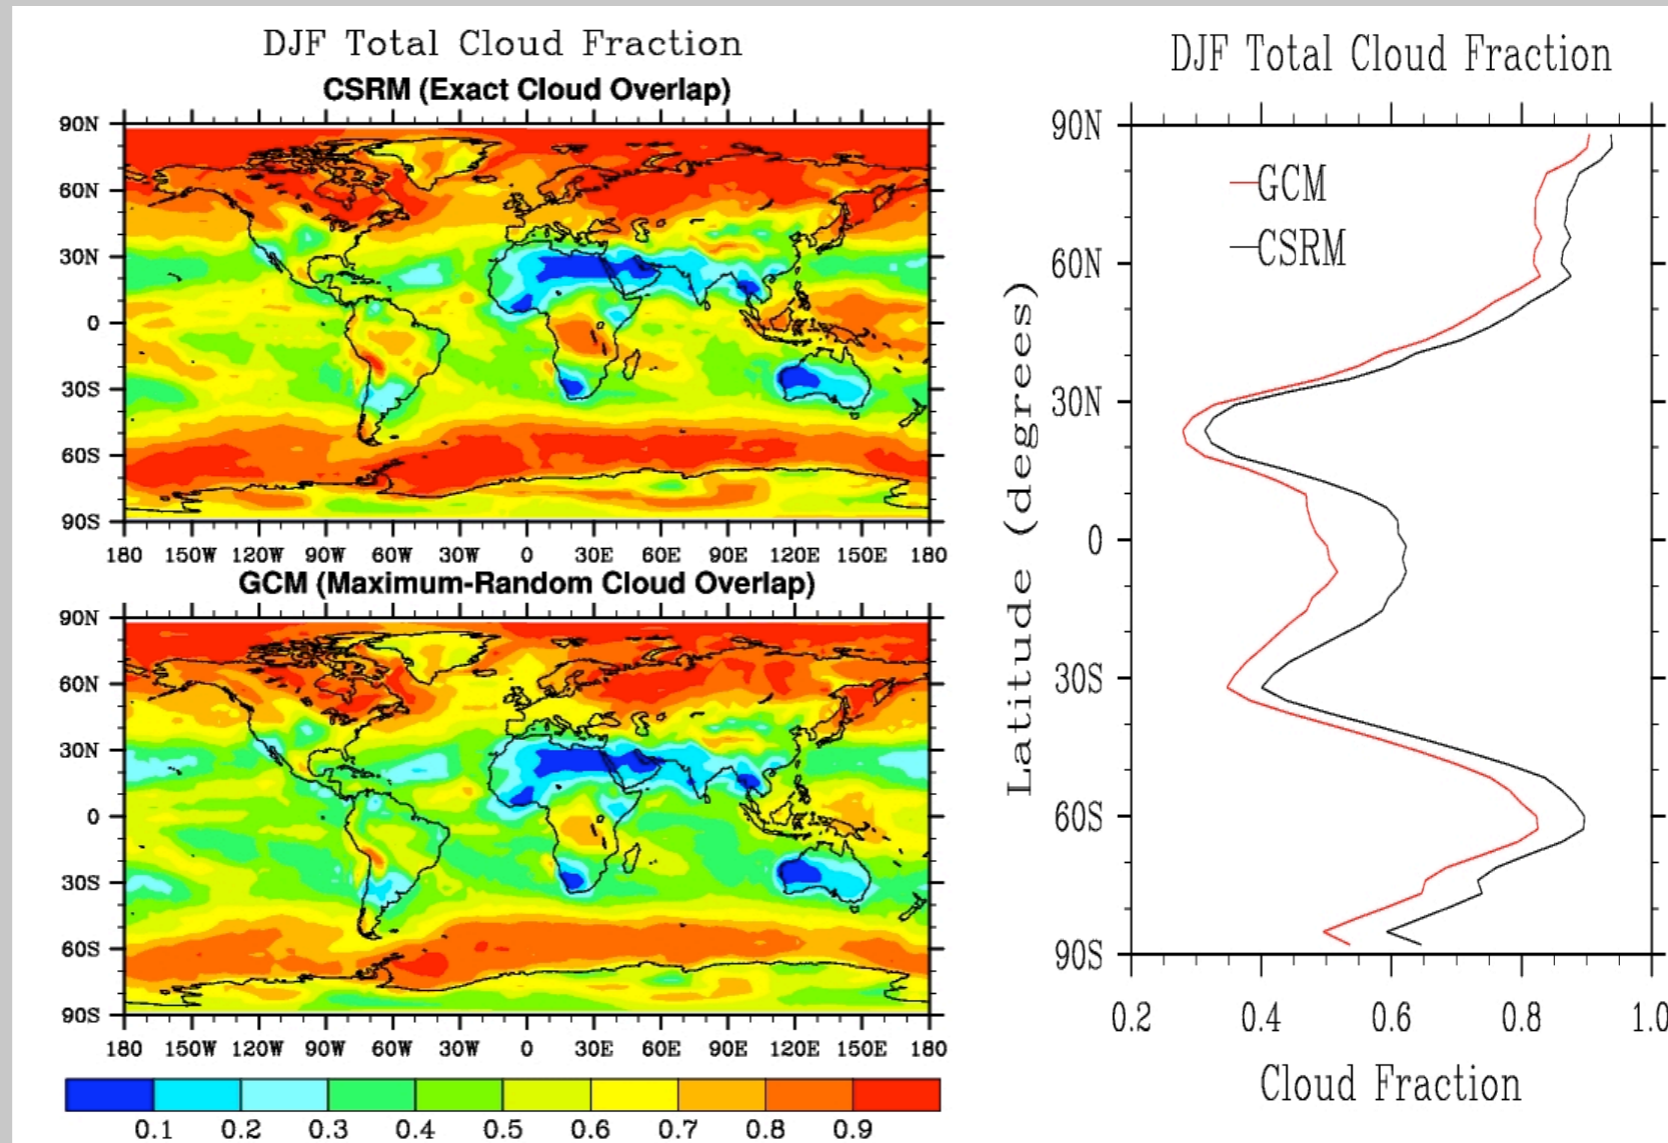 DJF Total Cloud Fraction
CSRM (Exact Cloud Overlap)
90N
60N
30N
0
30S
60S
90S
180 150W 120W 90W 60W 30W 0 30E 60E 90E 120E 150E 180
GCM (Maximum-Random Cloud Overlap)
90N
60N
30N
0
30S
60S
90S
180 150W 120W 90W 60W 30W 0 30E 60E 90E 120E 150E 180
0.1 0.2 0.3 0.4 0.5 0.6 0.7 0.8 0.9
DJF Total Cloud Fraction
GCM
CSRM
Latitude (degrees)
90N
60N
30N
0
30S
60S
90S
0.2 0.4 0.6 0.8 1.0
Cloud Fraction